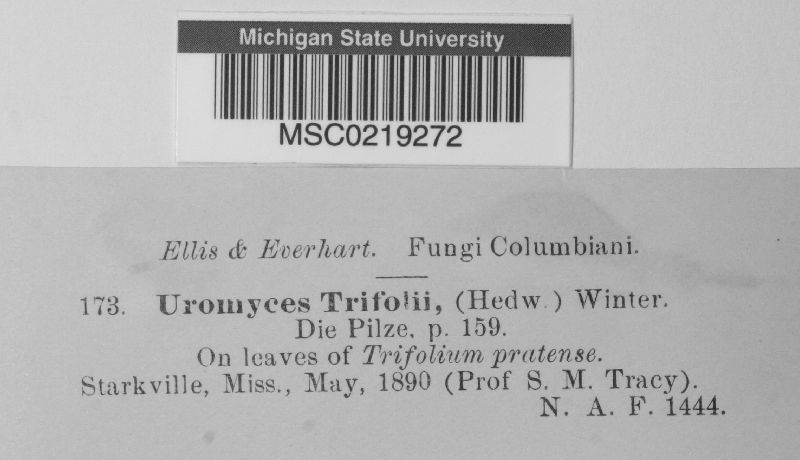 Michigan State University
MSC0219272
Ellis & Everhart. Fungi Columbiani.
173. Uromyces Trifolii, (Hedw.) Winter.
Die Pilze, p. 159.
On leaves of Trifolium pratense.
Starkville, Miss., May, 1890 (Prof S. M. Tracy).
N. A. F. 1444.